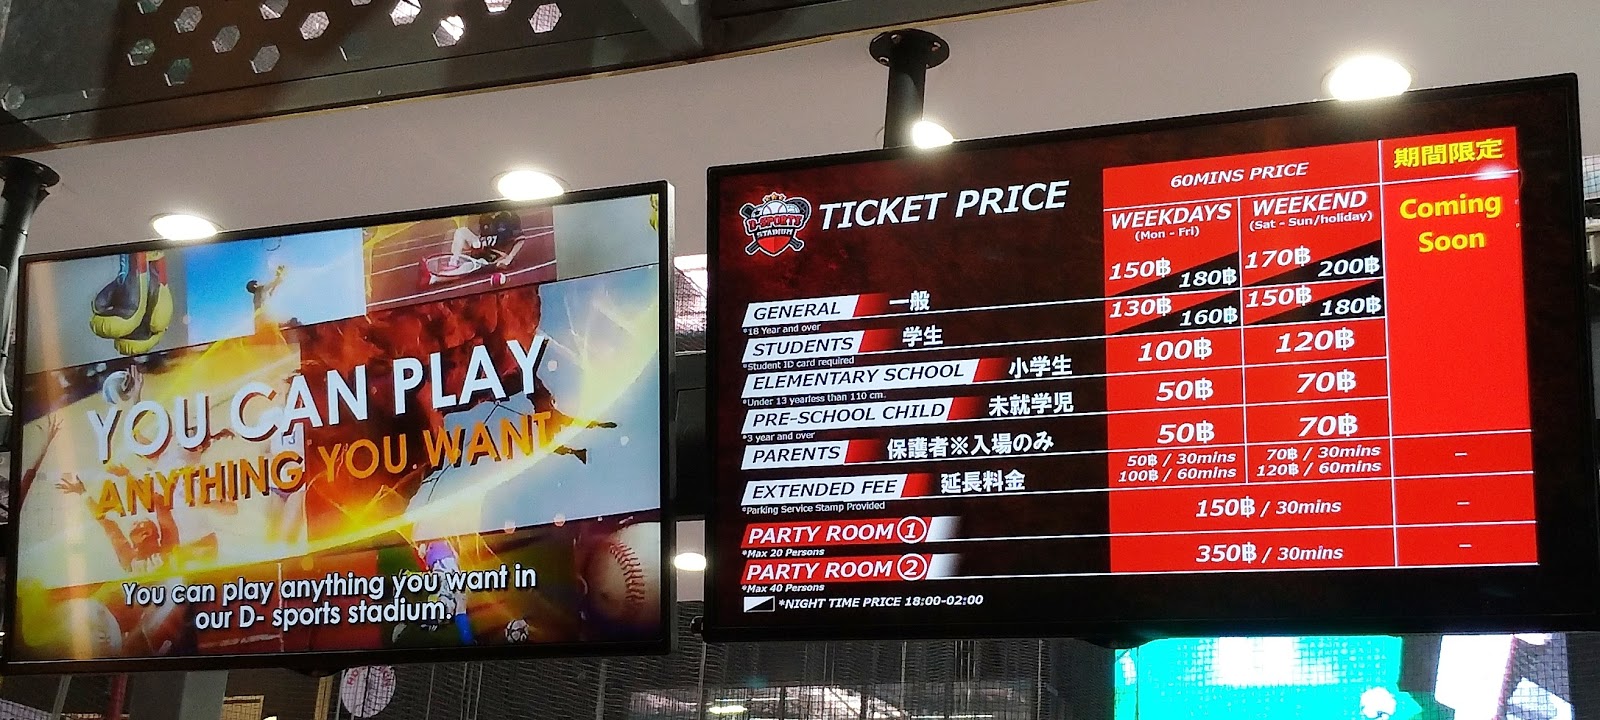 YOU CAN PLAY
ANYTHING YOU WANT
You can play anything you want in
our D- sports stadium.
D-SPORTS
STADIUM
TICKET PRICE
60MINS PRICE
期間限定
WEEKDAYS
(Mon - Fri)
WEEKEND
(Sat - Sun/holiday)
Coming
Soon
GENERAL 一般 150฿ 180฿ 170฿ 200฿
*18 Year and over
STUDENTS 学生 130฿ 160฿ 150฿ 180฿
*Student ID card required
ELEMENTARY SCHOOL 小学生 100฿ 120฿
*Under 13 yearless than 110 cm.
PRE-SCHOOL CHILD 未就学児 50฿ 70฿
*3 year and over
PARENTS 保護者※入場のみ 50฿ 70฿
EXTENDED FEE 延長料金 50฿ / 30mins 70฿ / 30mins –
100฿ / 60mins 120฿ / 60mins
*Parking Service Stamp Provided
PARTY ROOM ① 150฿ / 30mins –
*Max 20 Persons
PARTY ROOM ② 350฿ / 30mins –
*Max 40 Persons
*NIGHT TIME PRICE 18:00-02:00